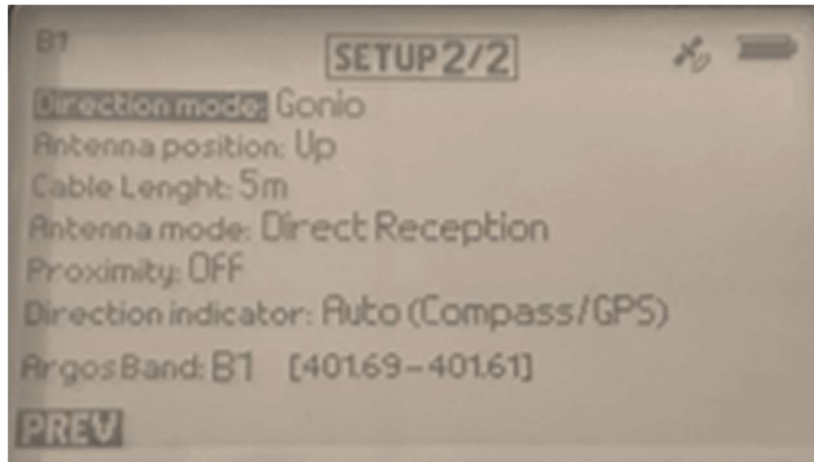 B1
SETUP 2/2
Direction mode: Gonio
Antenna position: Up
Cable Lenght: 5m
Antenna mode: Direct Reception
Proximity: Off
Direction indicator: Auto (Compass/GPS)
Argos Band: B1 [401.69-401.61]
PREV